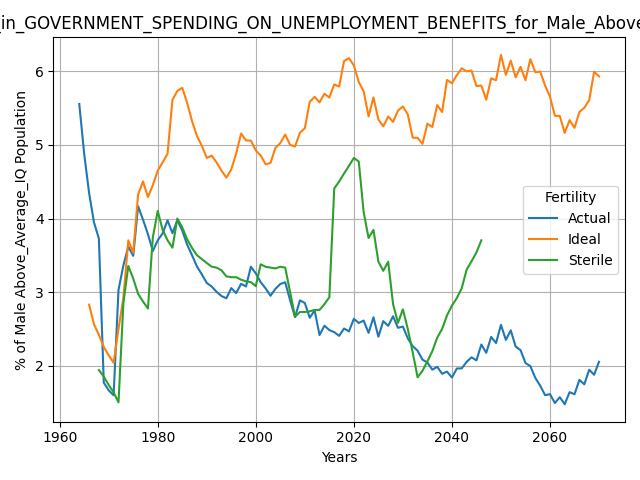 _in_GOVERNMENT_SPENDING_ON_UNEMPLOYMENT_BENEFITS_for_Male_Above
% of Male Above_Average_IQ Population
6
5
4
3
2
Fertility
Actual
Ideal
Sterile
1960 1980 2000 2020 2040 2060
Years